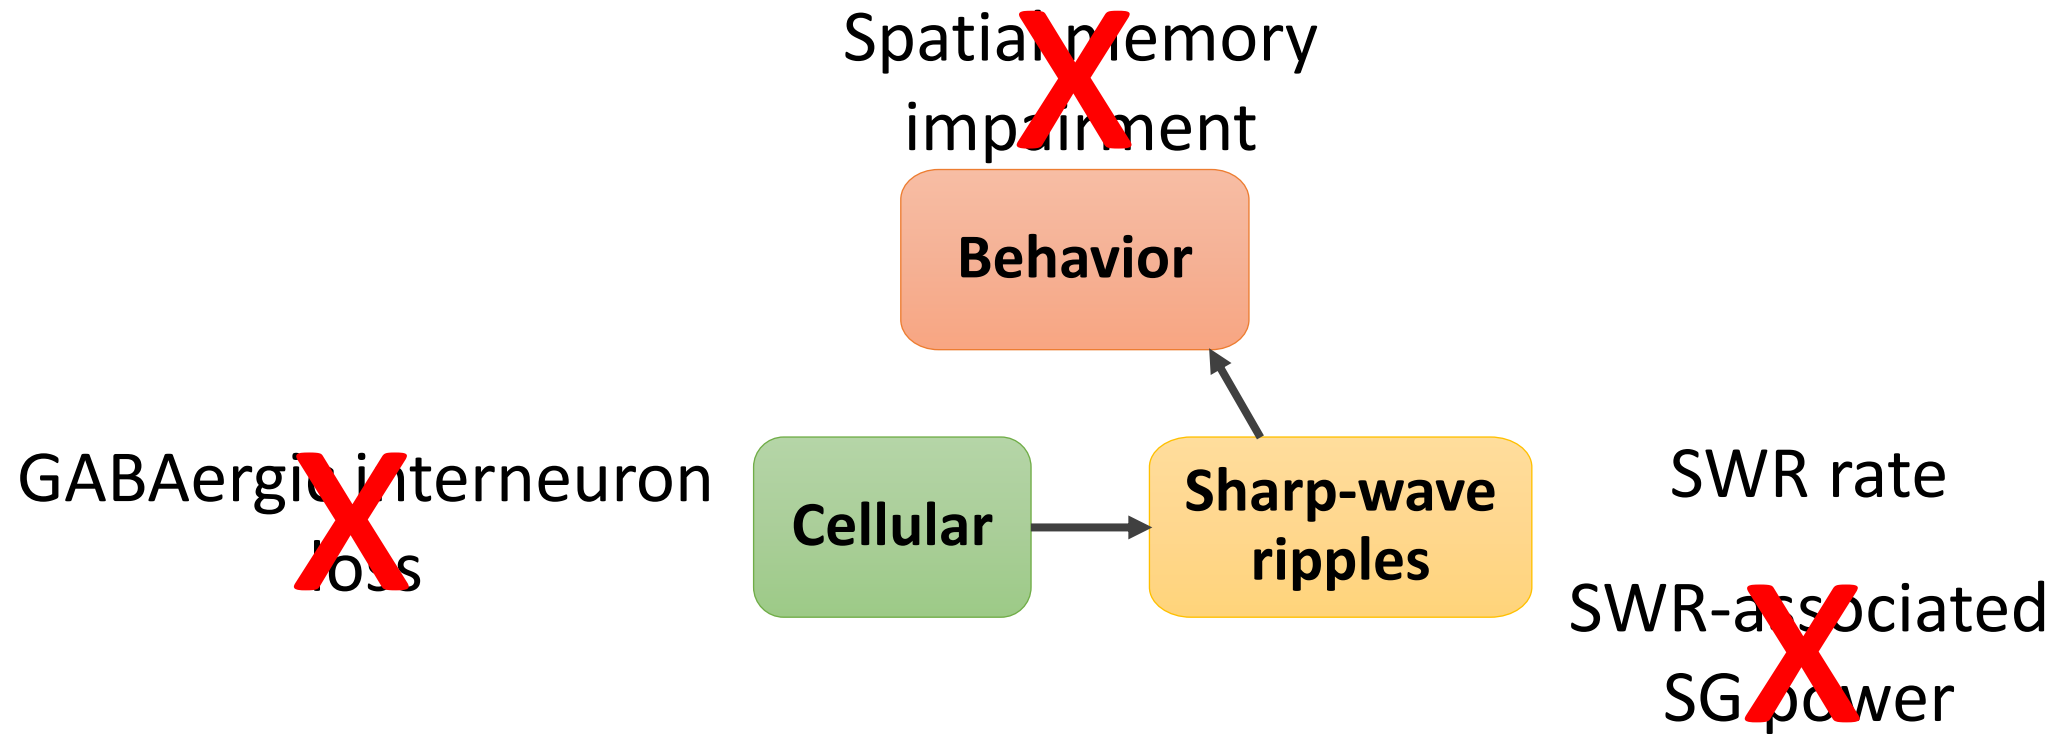 Spatial memory
impairment
Behavior
GABAergic interneuron
loss
Cellular
Sharp-wave
ripples
SWR rate
SWR-associated
SG power